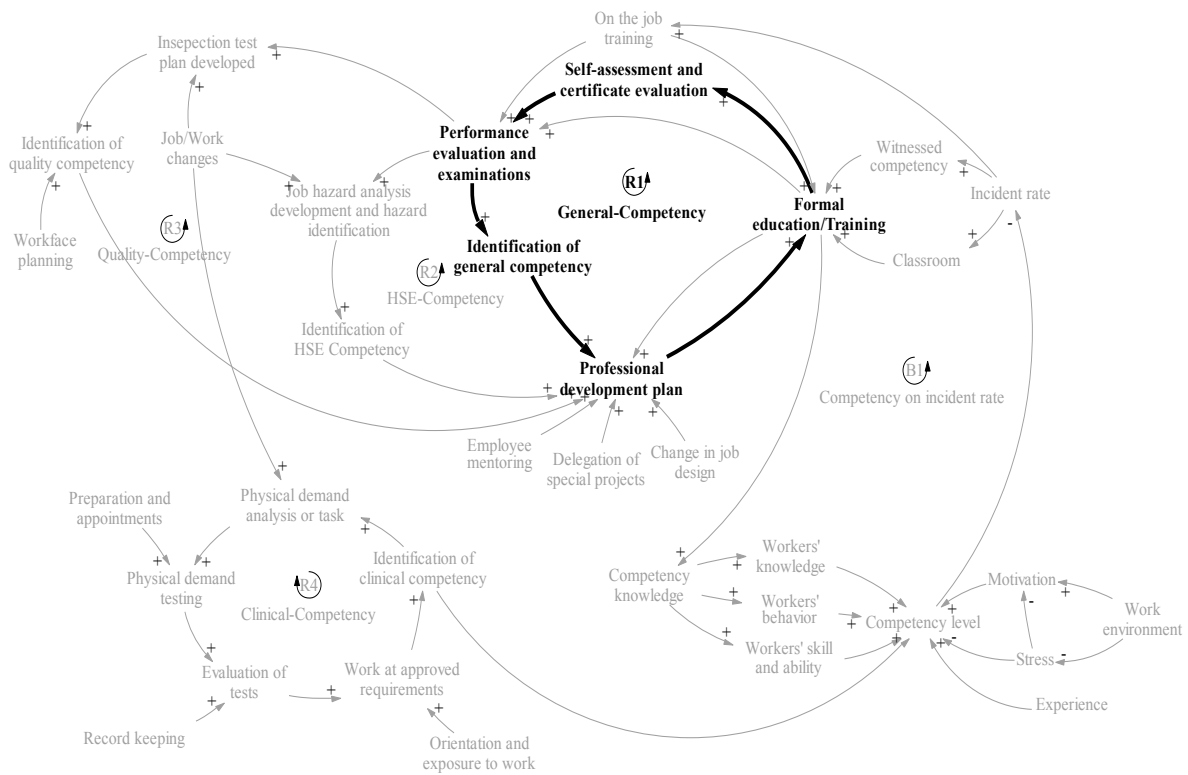 On the job
training
Insepection test
plan developed
Self-assessment and
certificate evaluation
Identification of
quality competency
Job/Work
changes
Performance
evaluation and
examinations
Witnessed
competency
Incident rate
Job hazard analysis
development and hazard
identification
R1
General-Competency
Formal
education/Training
Workface
planning
R3
Quality-Competency
Identification of
general competency
Classroom
R2
HSE-Competency
Identification of
HSE Competency
Professional
development plan
B1
Competency on incident rate
Employee
mentoring
Delegation of
special projects
Change in job
design
Preparation and
appointments
Physical demand
analysis or task
Physical demand
testing
R4
Clinical-Competency
Identification of
clinical competency
Competency
knowledge
Workers'
knowledge
Workers'
behavior
Workers' skill
and ability
Competency level
Motivation
Work
environment
Stress
Experience
Evaluation of
tests
Work at approved
requirements
Record keeping
Orientation and
exposure to work